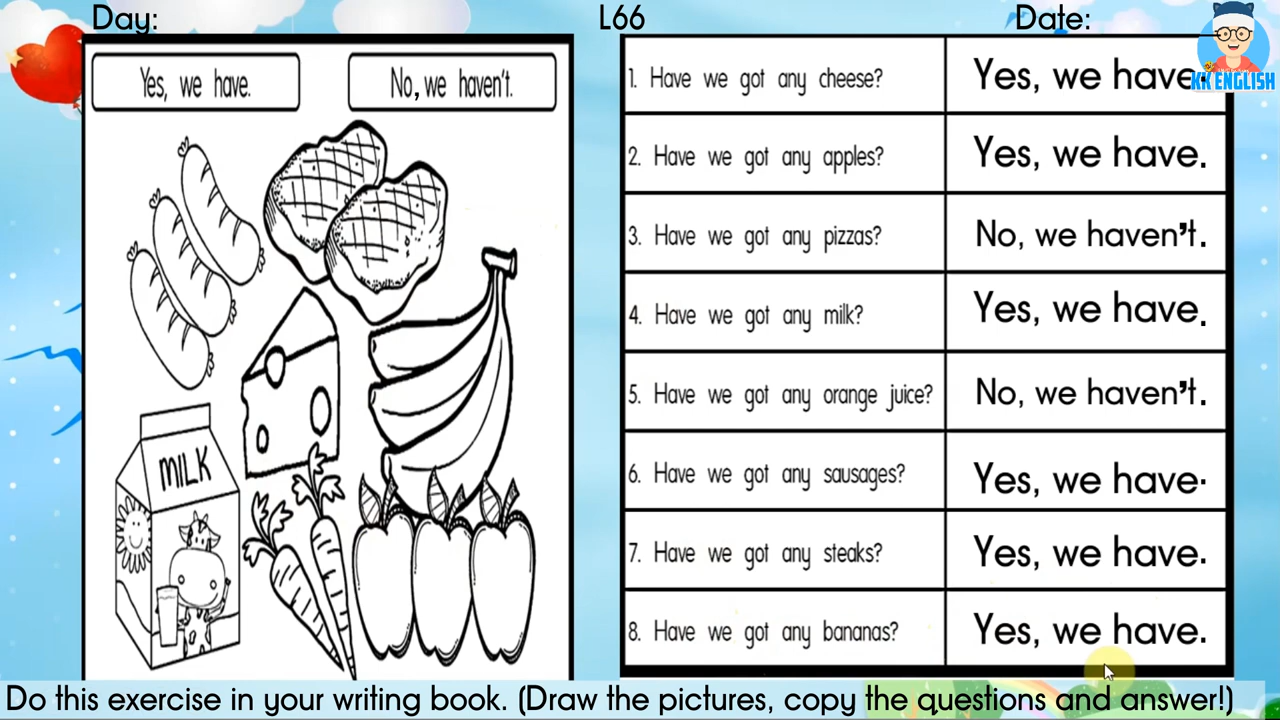 Day: L66 Date:
KK ENGLISH
Yes, we have. No, we haven't.
MILK
1. Have we got any cheese? Yes, we have.
2. Have we got any apples? Yes, we have.
3. Have we got any pizzas? No, we haven't.
4. Have we got any milk? Yes, we have.
5. Have we got any orange juice? No, we haven't.
6. Have we got any sausages? Yes, we have.
7. Have we got any steaks? Yes, we have.
8. Have we got any bananas? Yes, we have.
Do this exercise in your writing book. (Draw the pictures, copy the questions and answer!)